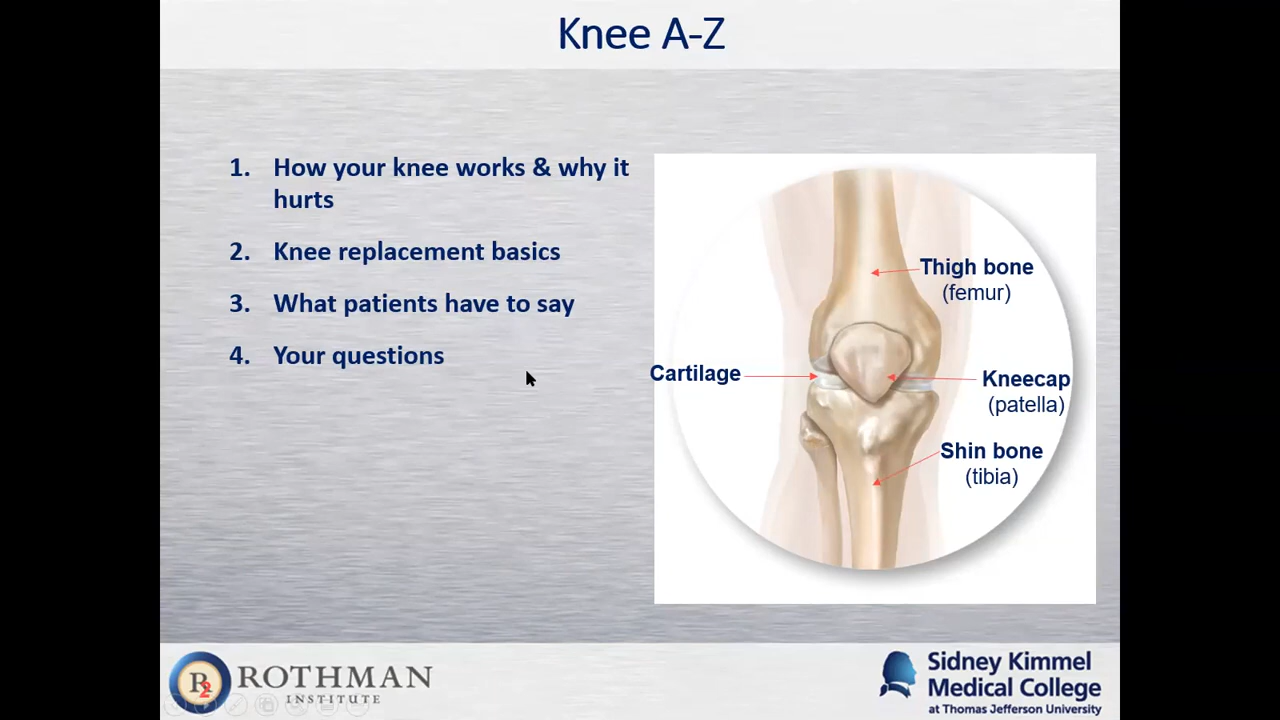 Knee A-Z
1. How your knee works & why it
hurts
2. Knee replacement basics
3. What patients have to say
4. Your questions
Thigh bone
(femur)
Cartilage
Kneecap
(patella)
Shin bone
(tibia)
R2
ROTHMAN
INSTITUTE
Sidney Kimmel
Medical College
at Thomas Jefferson University